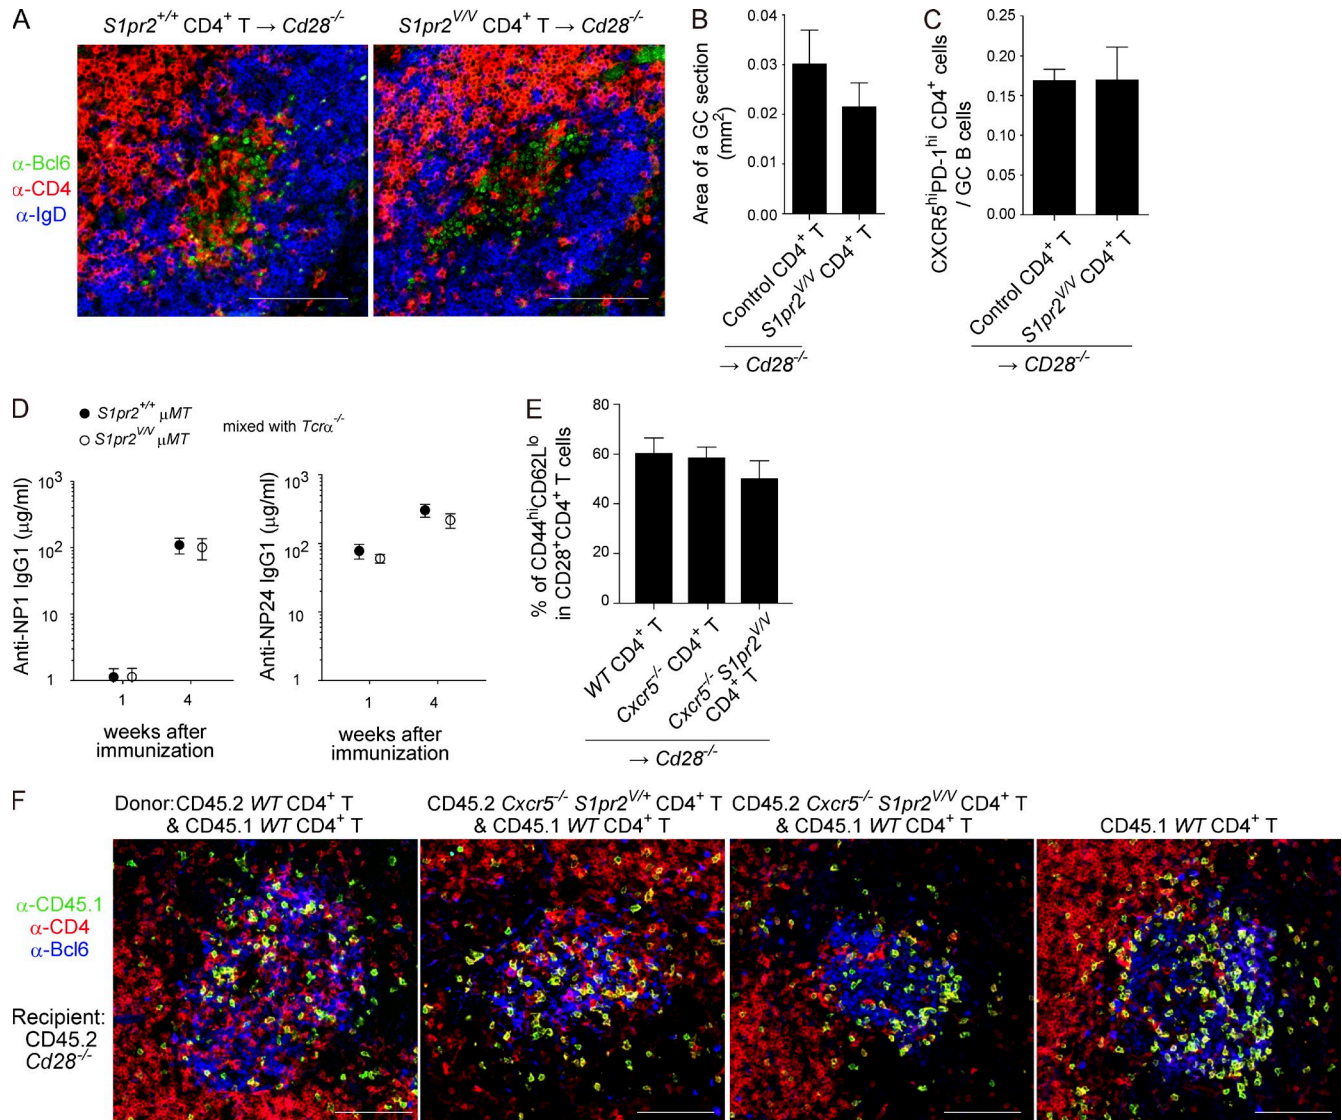 A
S1pr2+/+ CD4+ T → Cd28-/-
S1pr2V/V CD4+ T → Cd28-/-
α-Bcl6
α-CD4
α-IgD
B
Area of a GC section
(mm2)
0.04
0.03
0.02
0.01
0.00
Control CD4+ T
S1pr2V/V CD4+ T
→ Cd28-/-
C
CXCR5hiPD-1hi CD4+ cells
/ GC B cells
0.25
0.20
0.15
0.10
0.05
0.00
Control CD4+ T
S1pr2V/V CD4+ T
→ CD28-/-
D
● S1pr2+/+ μMT
○ S1pr2V/V μMT
mixed with Tcrα-/-
Anti-NP1 IgG1 (μg/ml)
103
102
10
1
1 4
weeks after
immunization
Anti-NP24 IgG1 (μg/ml)
103
102
10
1
1 4
weeks after
immunization
E
% of CD44hiCD62Llo
in CD28+CD4+ T cells
80
60
40
20
0
WT CD4+ T
Cxcr5-/- CD4+ T
Cxcr5-/- S1pr2V/V
CD4+ T
→ Cd28-/-
F
Donor:CD45.2 WT CD4+ T
& CD45.1 WT CD4+ T
CD45.2 Cxcr5-/- S1pr2V/+ CD4+ T
& CD45.1 WT CD4+ T
CD45.2 Cxcr5-/- S1pr2V/V CD4+ T
& CD45.1 WT CD4+ T
CD45.1 WT CD4+ T
α-CD45.1
α-CD4
α-Bcl6
Recipient:
CD45.2
Cd28-/-